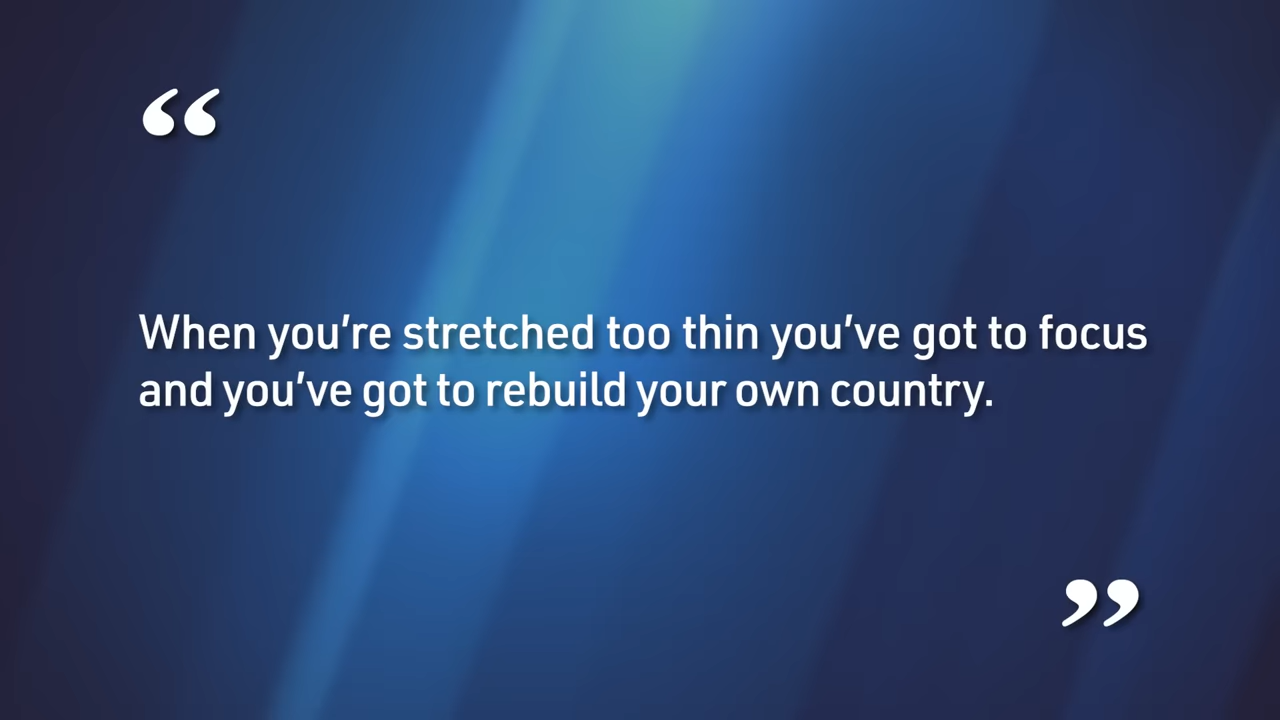 “
When you’re stretched too thin you’ve got to focus
and you’ve got to rebuild your own country.
”